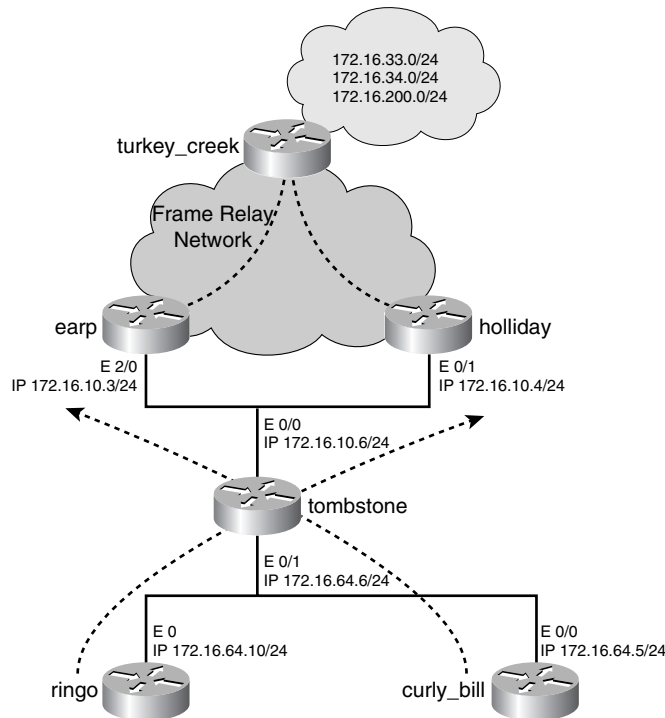 172.16.33.0/24
172.16.34.0/24
172.16.200.0/24
turkey_creek
Frame Relay
Network
earp
holliday
E 2/0
IP 172.16.10.3/24
E 0/1
IP 172.16.10.4/24
E 0/0
IP 172.16.10.6/24
tombstone
E 0/1
IP 172.16.64.6/24
E 0
IP 172.16.64.10/24
E 0/0
IP 172.16.64.5/24
ringo
curly_bill